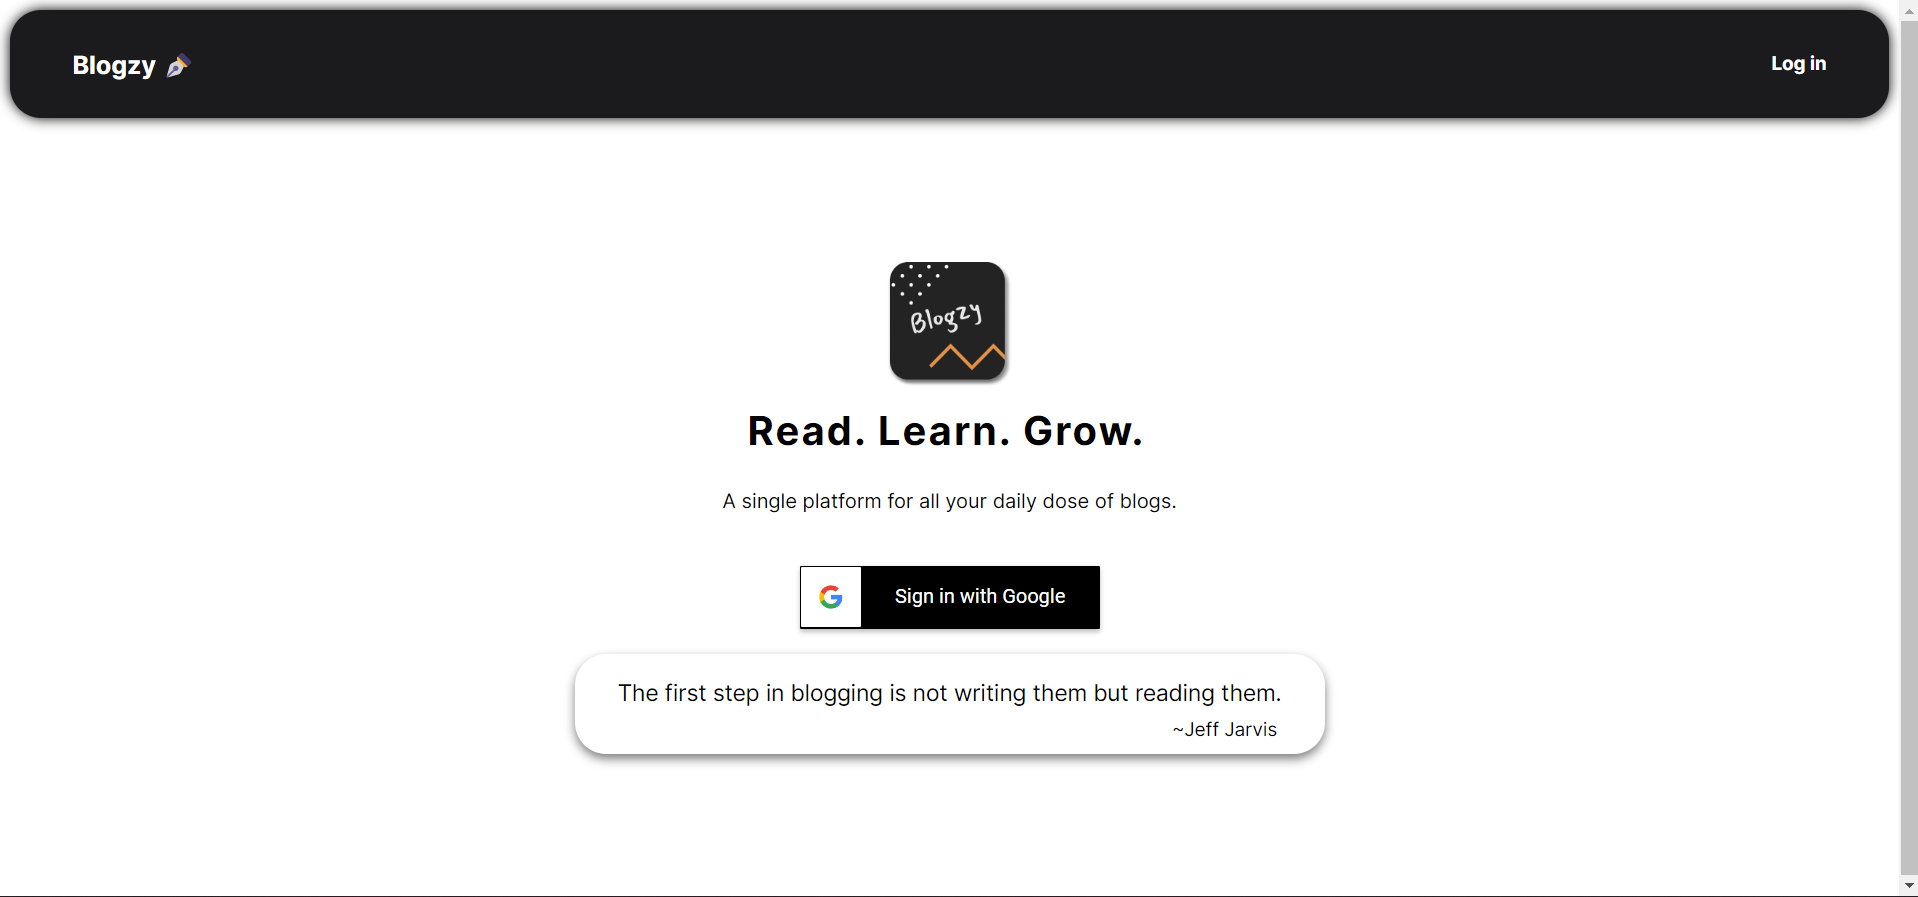 Blogzy
Log in
Blogzy
Read. Learn. Grow.
A single platform for all your daily dose of blogs.
Sign in with Google
The first step in blogging is not writing them but reading them.
~Jeff Jarvis